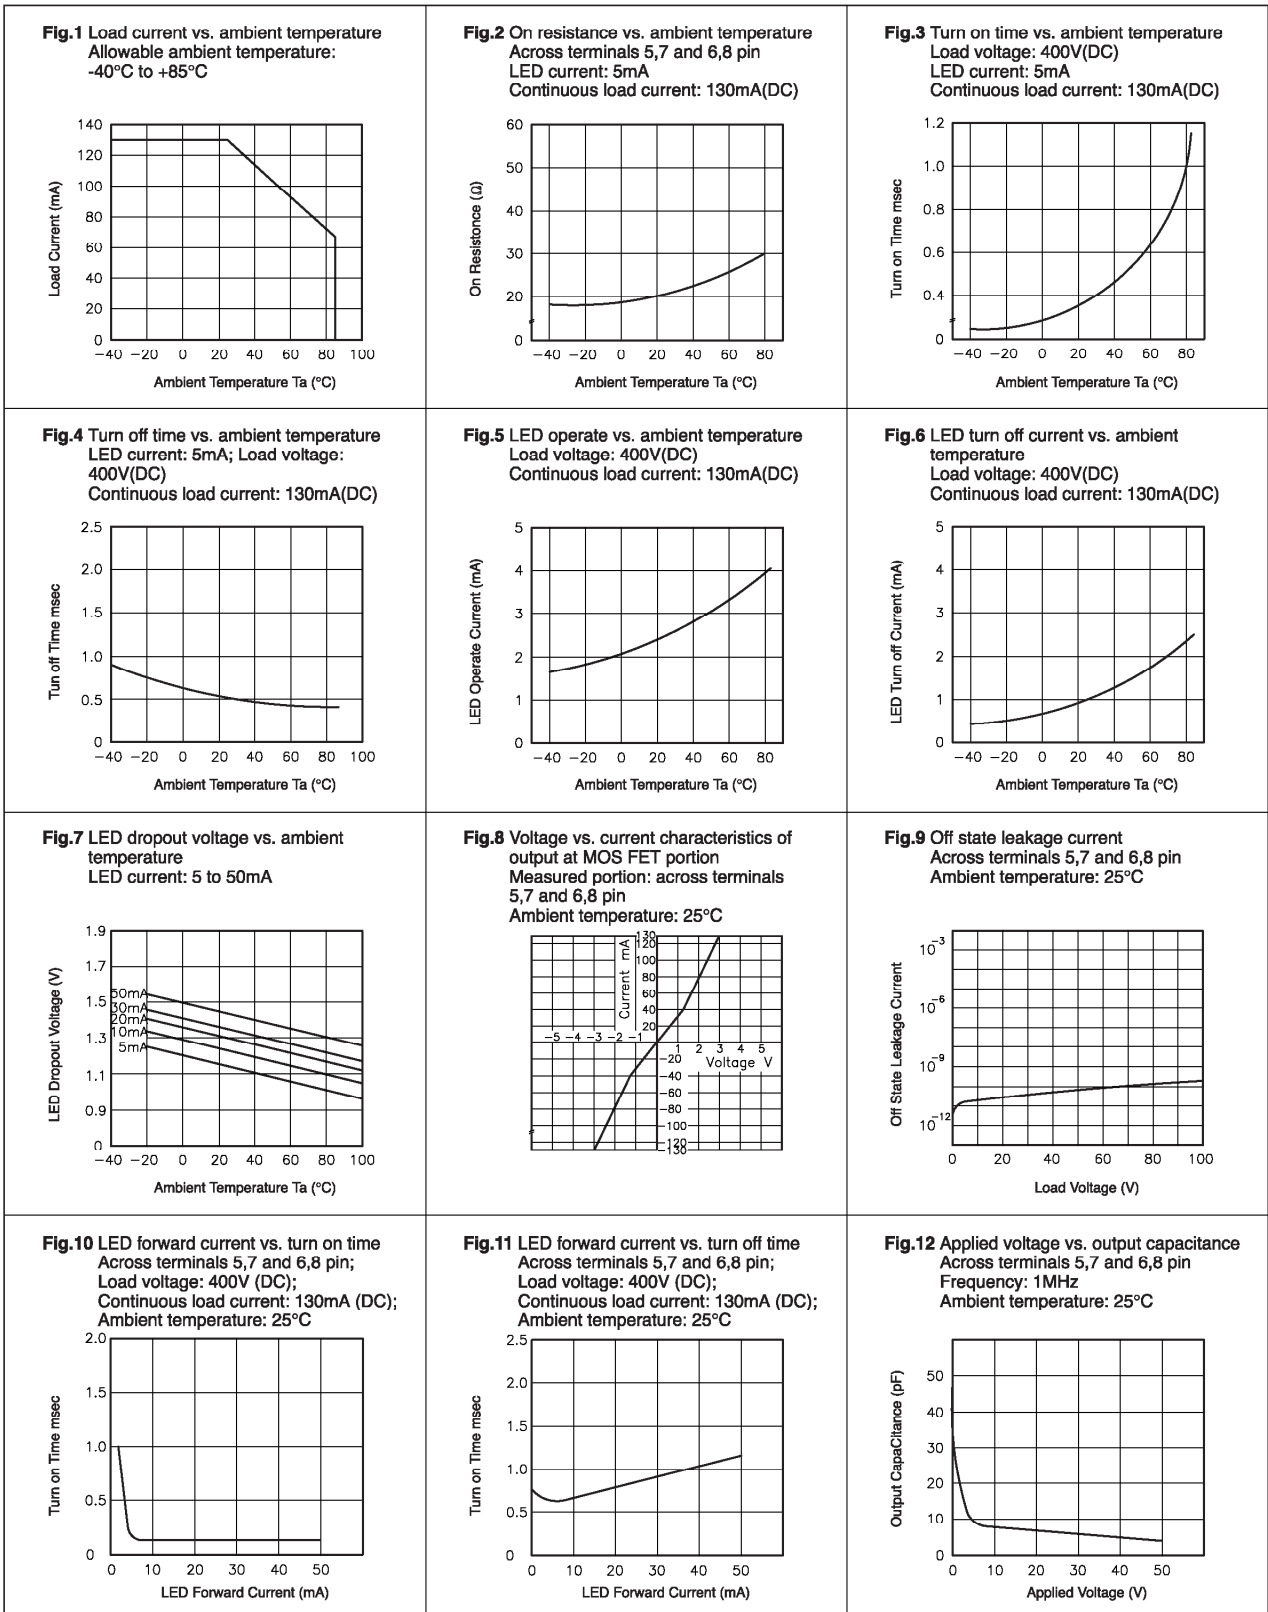 Fig.1 Load current vs. ambient temperature
Allowable ambient temperature:
-40°C to +85°C
140
120
100
80
60
40
20
0
−40 −20 0 20 40 60 80 100
Load Current (mA)
Ambient Temperature Ta (°C)
Fig.2 On resistance vs. ambient temperature
Across terminals 5,7 and 6,8 pin
LED current: 5mA
Continuous load current: 130mA(DC)
60
50
40
30
20
0
−40 −20 0 20 40 60 80
On Resistonce (Ω)
Ambient Temperature Ta (°C)
Fig.3 Turn on time vs. ambient temperature
Load voltage: 400V(DC)
LED current: 5mA
Continuous load current: 130mA(DC)
1.2
1.0
0.8
0.6
0.4
0
−40 −20 0 20 40 60 80
Turn on Time msec
Ambient Temperature Ta (°C)
Fig.4 Turn off time vs. ambient temperature
LED current: 5mA; Load voltage:
400V(DC)
Continuous load current: 130mA(DC)
2.5
2.0
1.5
1.0
0.5
0
−40 −20 0 20 40 60 80 100
Tun off Time msec
Ambient Temperature Ta (°C)
Fig.5 LED operate vs. ambient temperature
Load voltage: 400V(DC)
Continuous load current: 130mA(DC)
5
4
3
2
1
0
−40 −20 0 20 40 60 80
LED Operate Current (mA)
Ambient Temperature Ta (°C)
Fig.6 LED turn off current vs. ambient
temperature
Load voltage: 400V(DC)
Continuous load current: 130mA(DC)
5
4
3
2
1
0
−40 −20 0 20 40 60 80
LED Turn off Current (mA)
Ambient Temperature Ta (°C)
Fig.7 LED dropout voltage vs. ambient
temperature
LED current: 5 to 50mA
1.9
1.7
1.5
1.3
1.1
0.9
0
50mA
30mA
20mA
10mA
5mA
−40 −20 0 20 40 60 80 100
LED Dropout Voltage (V)
Ambient Temperature Ta (°C)
Fig.8 Voltage vs. current characteristics of
output at MOS FET portion
Measured portion: across terminals
5,7 and 6,8 pin
Ambient temperature: 25°C
130
120
100
80
60
40
20
Current mA
−5 −4 −3 −2 −1
1 2 3 4 5
Voltage V
−20
−40
−60
−80
−100
−120
−130
Fig.9 Off state leakage current
Across terminals 5,7 and 6,8 pin
Ambient temperature: 25°C
10-3
10-6
10-9
10-12
0 20 40 60 80 100
Off State Leakage Current
Load Voltage (V)
Fig.10 LED forward current vs. turn on time
Across terminals 5,7 and 6,8 pin;
Load voltage: 400V (DC);
Continuous load current: 130mA (DC);
Ambient temperature: 25°C
2.0
1.5
1.0
0.5
0
0 10 20 30 40 50
Turn on Time msec
LED Forward Current (mA)
Fig.11 LED forward current vs. turn off time
Across terminals 5,7 and 6,8 pin;
Load voltage: 400V (DC);
Continuous load current: 130mA (DC);
Ambient temperature: 25°C
2.5
2.0
1.5
1.0
0.5
0
0 10 20 30 40 50
Turn on Time msec
LED Forward Current (mA)
Fig.12 Applied voltage vs. output capacitance
Across terminals 5,7 and 6,8 pin
Frequency: 1MHz
Ambient temperature: 25°C
50
40
30
20
10
0
0 10 20 30 40 50
Output CapaCitance (pF)
Applied Voltage (V)